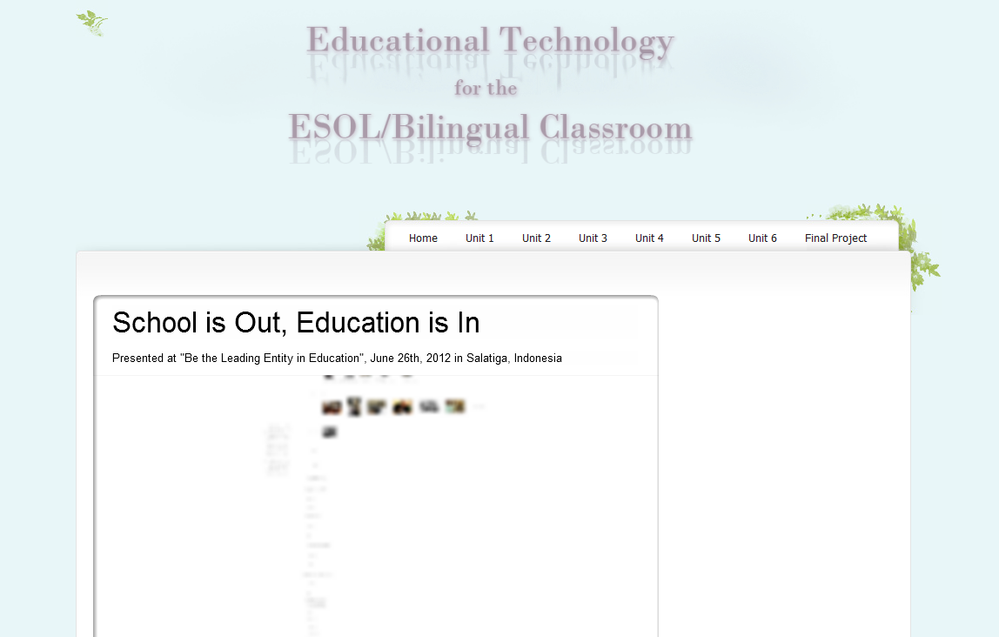 Educational Technology
for the
ESOL/Bilingual Classroom
Home Unit 1 Unit 2 Unit 3 Unit 4 Unit 5 Unit 6 Final Project
School is Out, Education is In
Presented at "Be the Leading Entity in Education", June 26th, 2012 in Salatiga, Indonesia